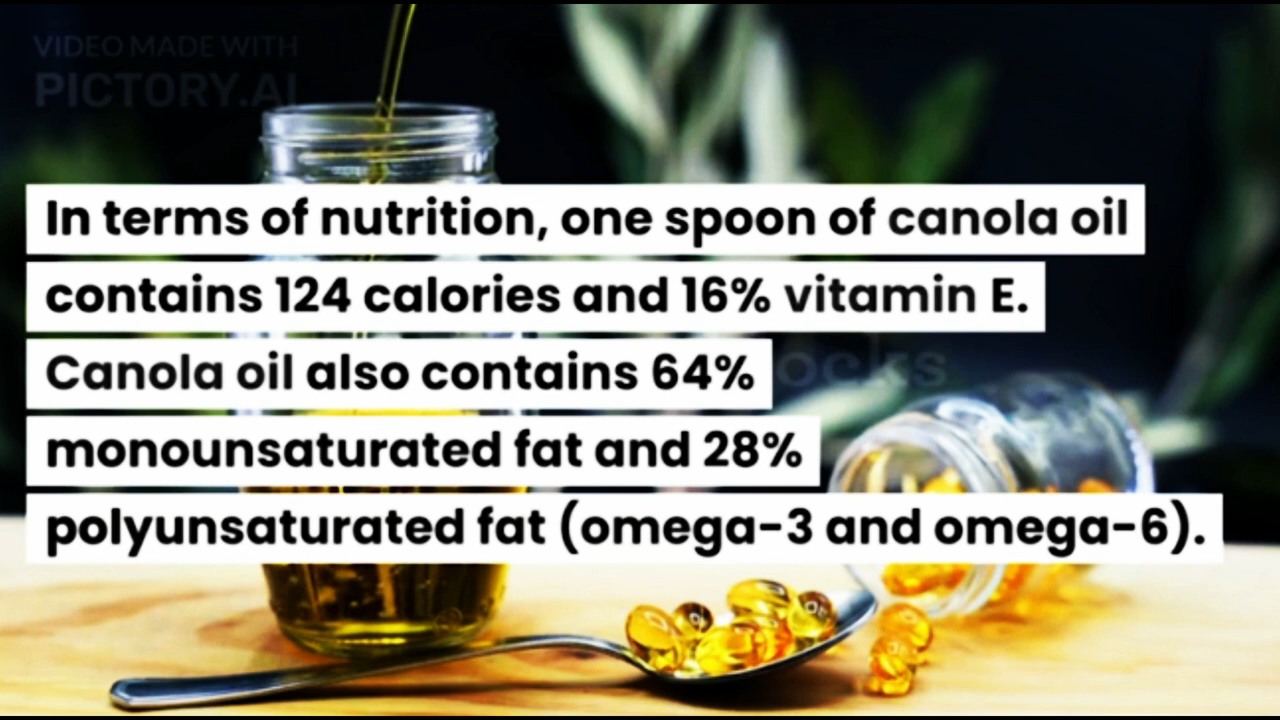 VIDEO MADE WITH
PICTORY.AI
In terms of nutrition, one spoon of canola oil
contains 124 calories and 16% vitamin E.
Canola oil also contains 64%
monounsaturated fat and 28%
polyunsaturated fat (omega-3 and omega-6).